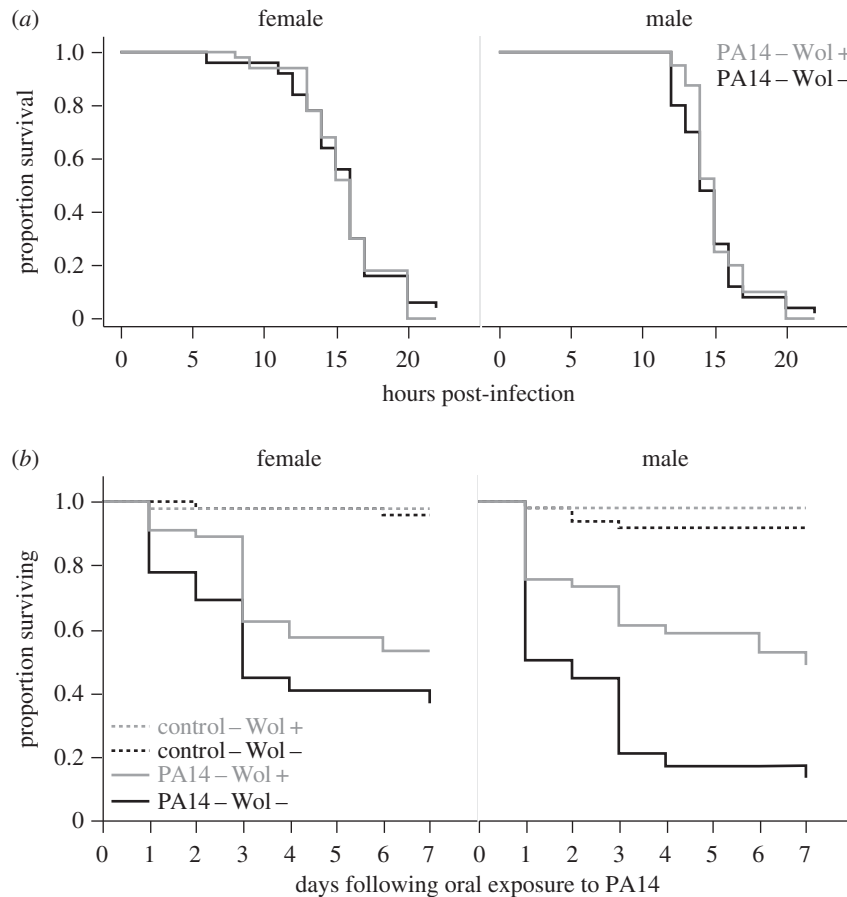 (a)
female
male
PA14 – Wol +
PA14 – Wol –
proportion survival
1.0
0.8
0.6
0.4
0.2
0
0 5 10 15 20
0 5 10 15 20
hours post-infection
(b)
female
male
proportion surviving
1.0
0.8
0.6
0.4
0.2
0
control – Wol +
control – Wol –
PA14 – Wol +
PA14 – Wol –
0 1 2 3 4 5 6 7
0 1 2 3 4 5 6 7
days following oral exposure to PA14